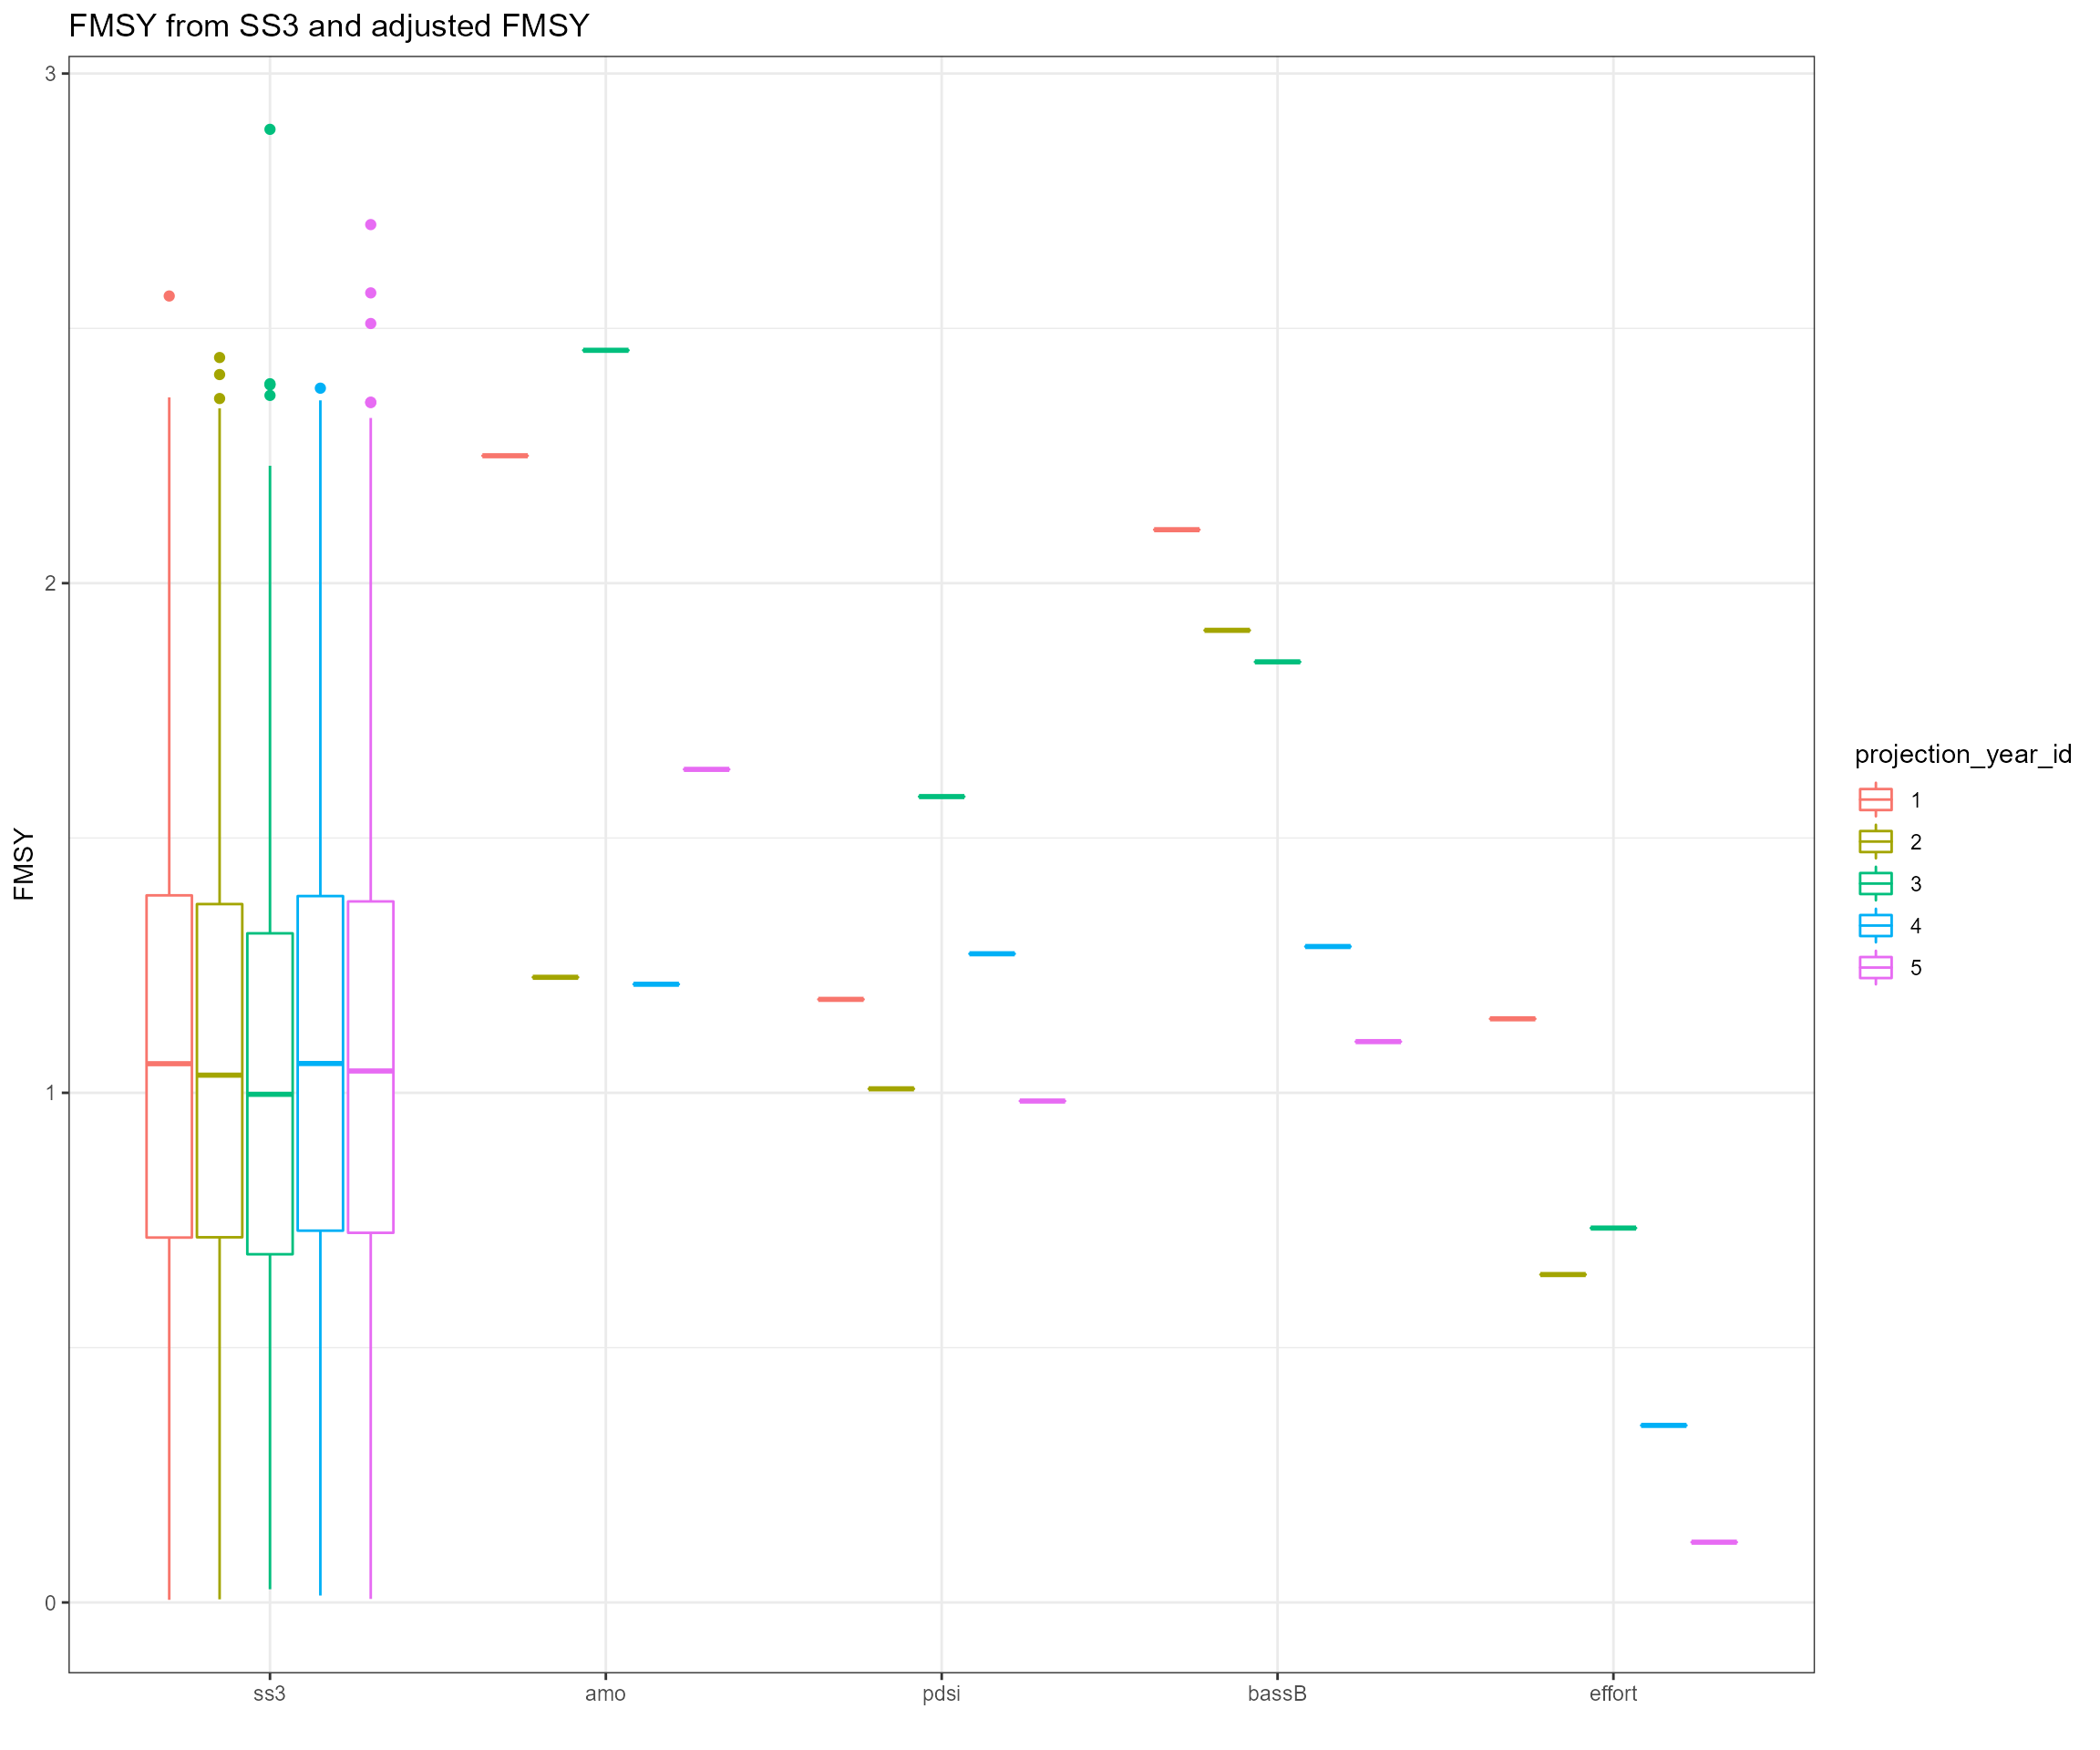 FMSY from SS3 and adjusted FMSY
3
2
1
0
FMSY
ss3 amo pdsi bassB effort
projection_year_id
1
2
3
4
5